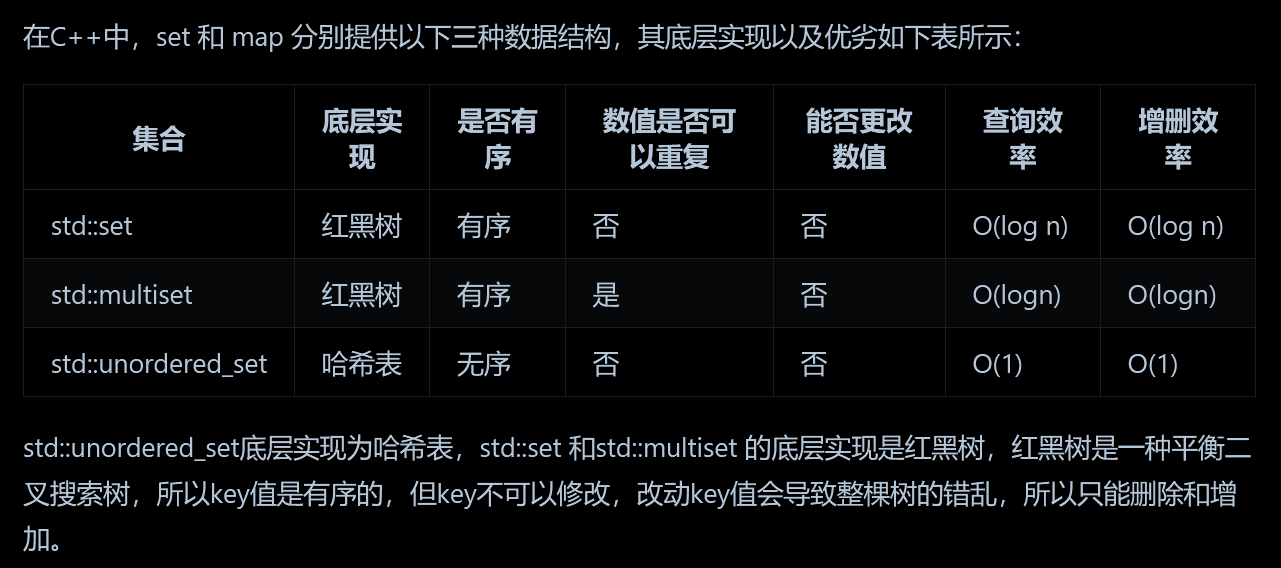 在C++中，set 和 map 分别提供以下三种数据结构，其底层实现以及优劣如下表所示：
集合 底层实现 是否有序 数值是否可以重复 能否更改数值 查询效率 增删效率
std::set 红黑树 有序 否 否 O(log n) O(log n)
std::multiset 红黑树 有序 是 否 O(logn) O(logn)
std::unordered_set 哈希表 无序 否 否 O(1) O(1)
std::unordered_set底层实现为哈希表，std::set 和std::multiset 的底层实现是红黑树，红黑树是一种平衡二
叉搜索树，所以key值是有序的，但key不可以修改，改动key值会导致整棵树的错乱，所以只能删除和增
加。